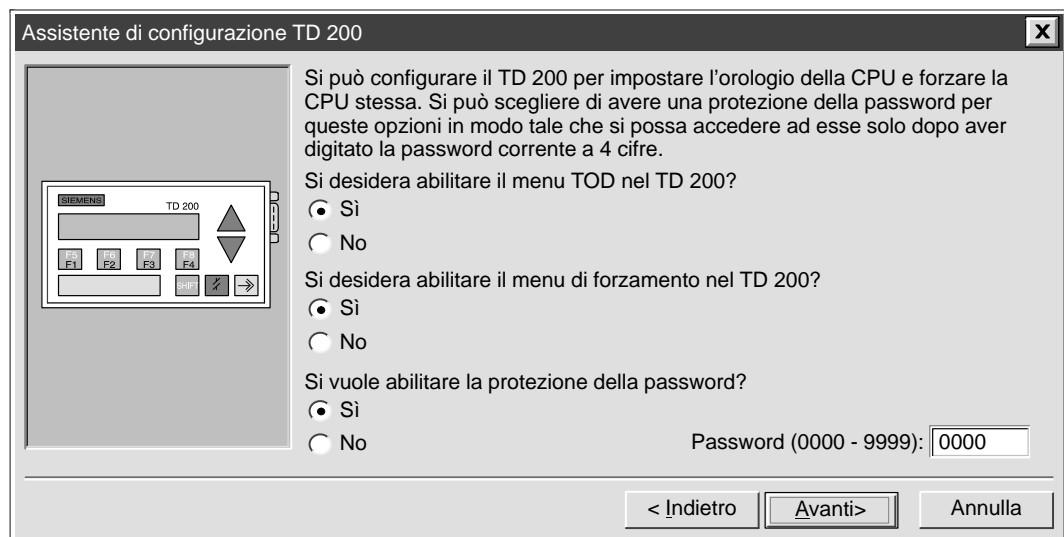 Assistente di configurazione TD 200
X
Si può configurare il TD 200 per impostare l'orologio della CPU e forzare la
CPU stessa. Si può scegliere di avere una protezione della password per
queste opzioni in modo tale che si possa accedere ad esse solo dopo aver
digitato la password corrente a 4 cifre.
Si desidera abilitare il menu TOD nel TD 200?
Sì
No
SIEMENS
TD 200
F5 F6 F7 F8
F1 F2 F3 F4
SHIFT
Si desidera abilitare il menu di forzamento nel TD 200?
Sì
No
Si vuole abilitare la protezione della password?
Sì
No
Password (0000 - 9999): 0000
< Indietro Avanti> Annulla